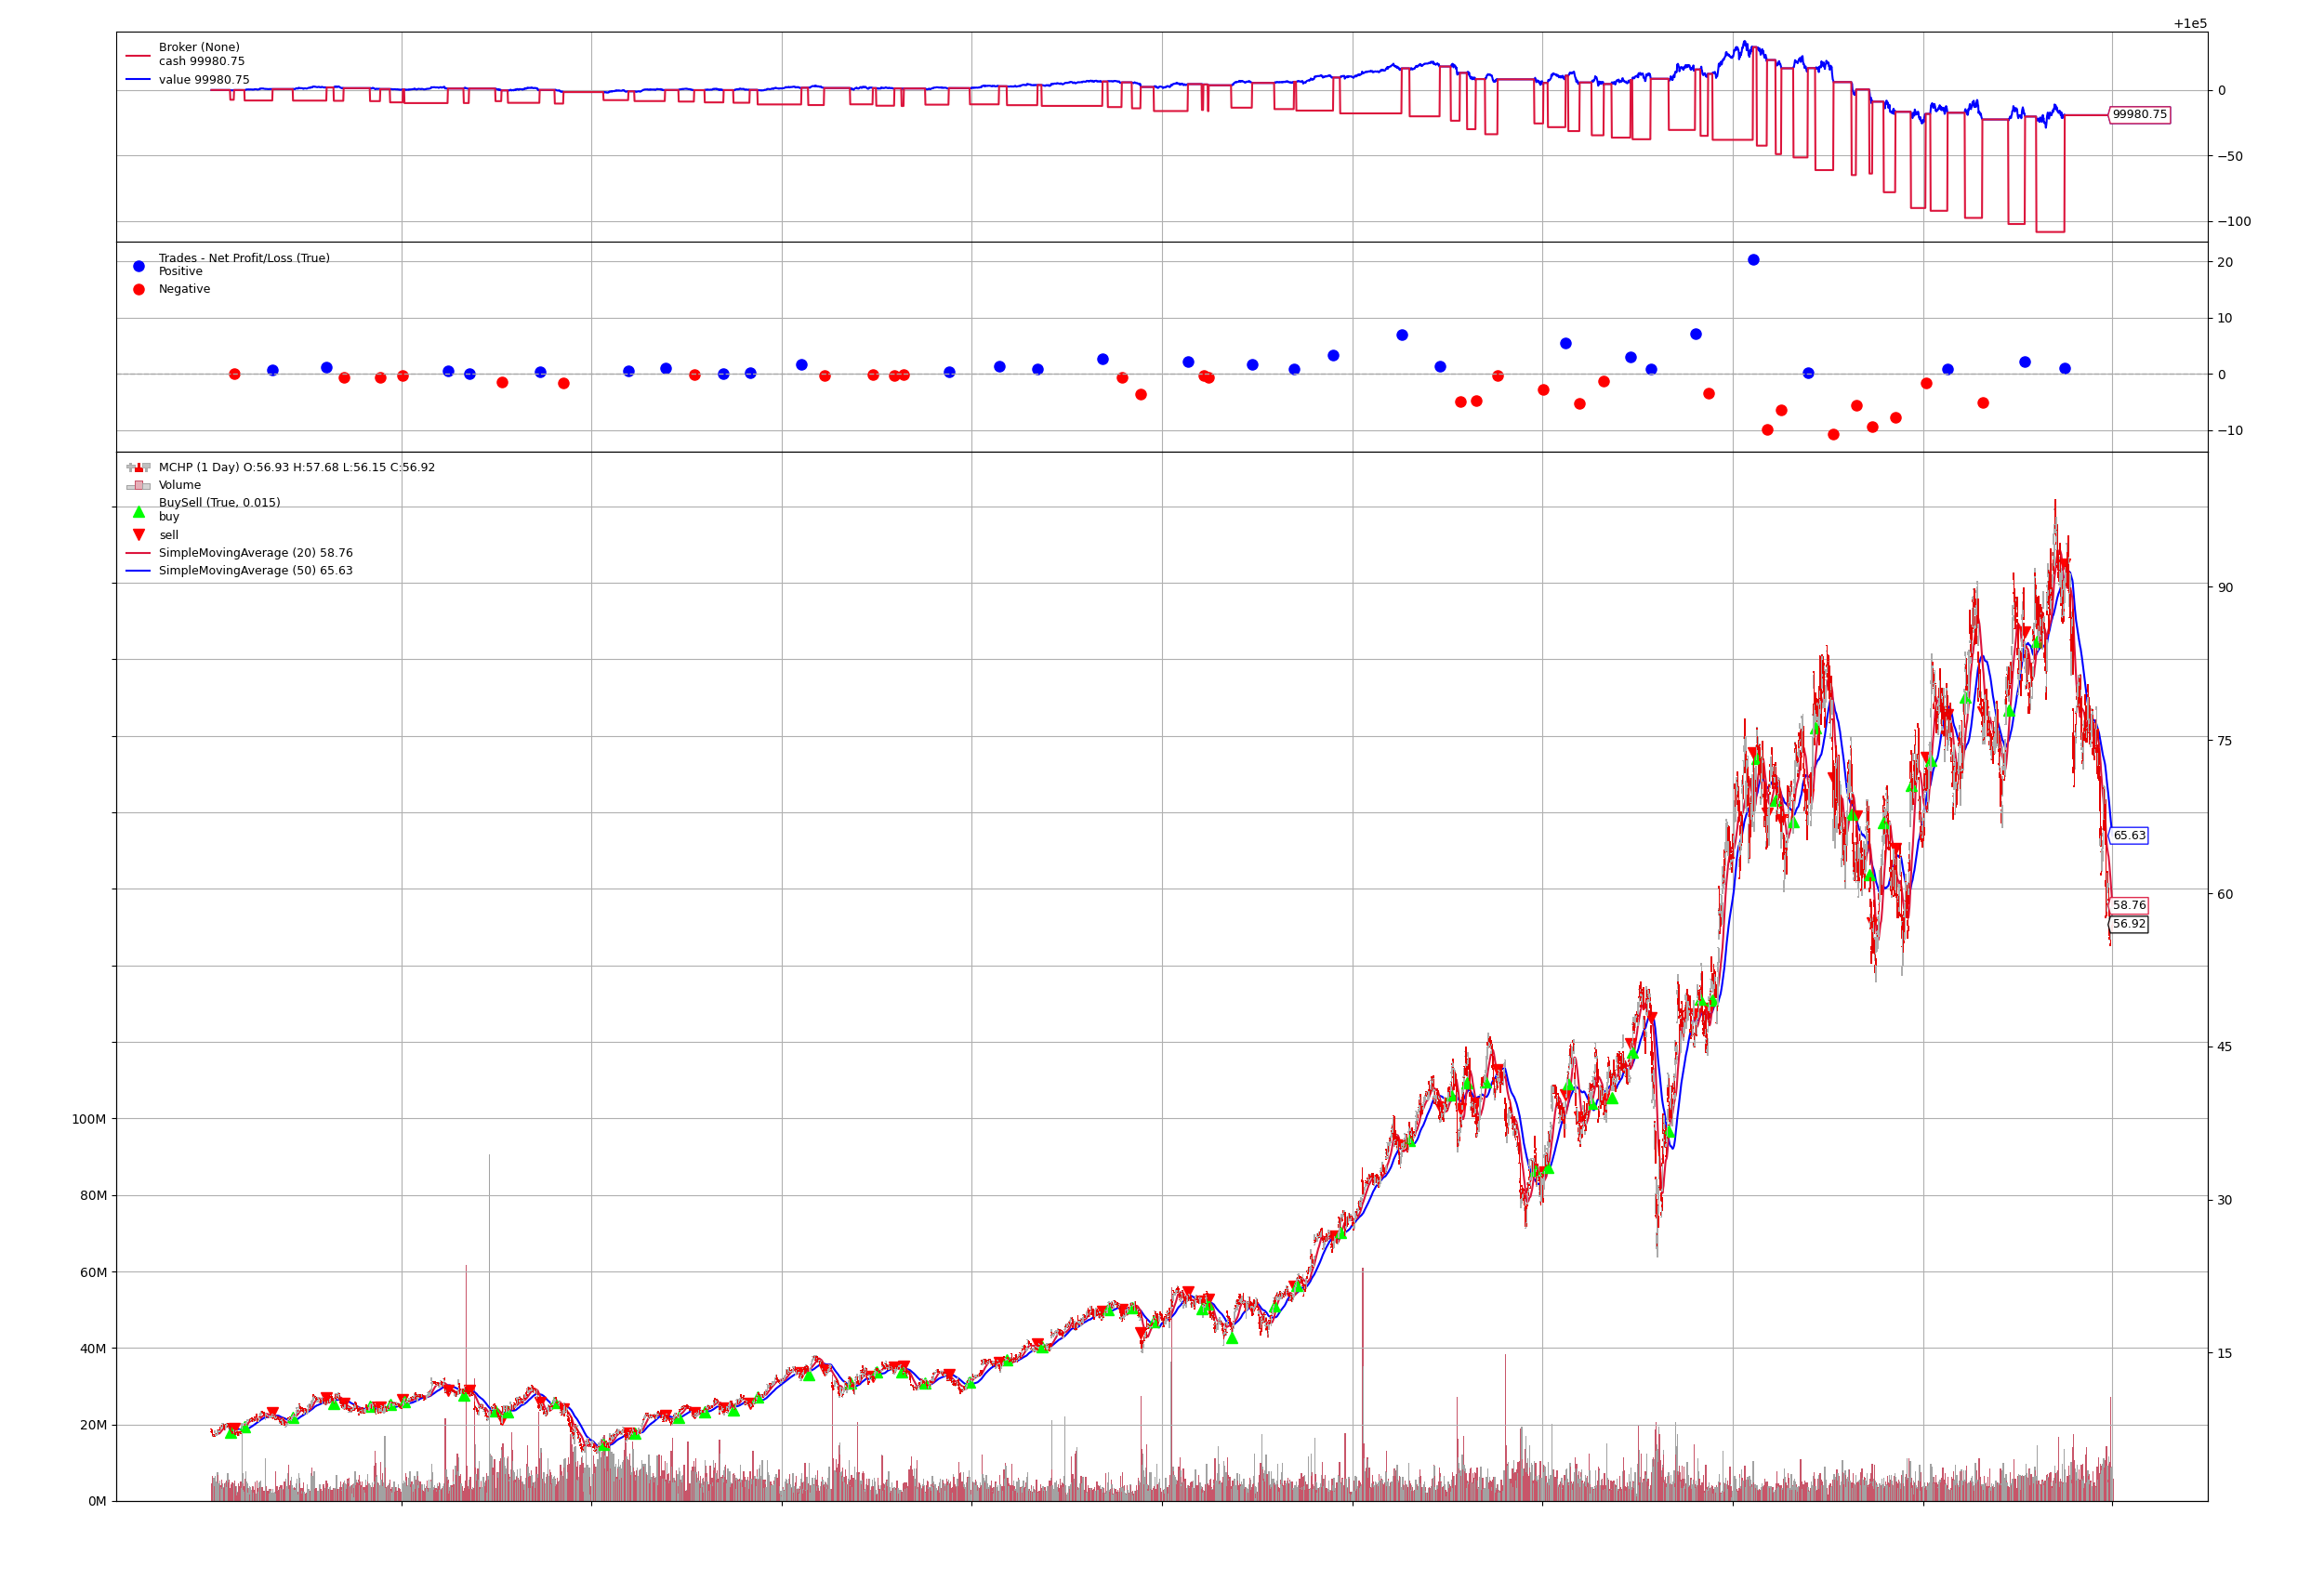 +1e5
Broker (None)
cash 99980.75
value 99980.75
0
99980.75
−50
−100
Trades - Net Profit/Loss (True)
Positive
Negative
20
10
0
−10
MCHP (1 Day) O:56.93 H:57.68 L:56.15 C:56.92
Volume
BuySell (True, 0.015)
buy
sell
SimpleMovingAverage (20) 58.76
SimpleMovingAverage (50) 65.63
90
75
65.63
60
58.76
56.92
45
100M
80M
30
60M
40M
15
20M
0M